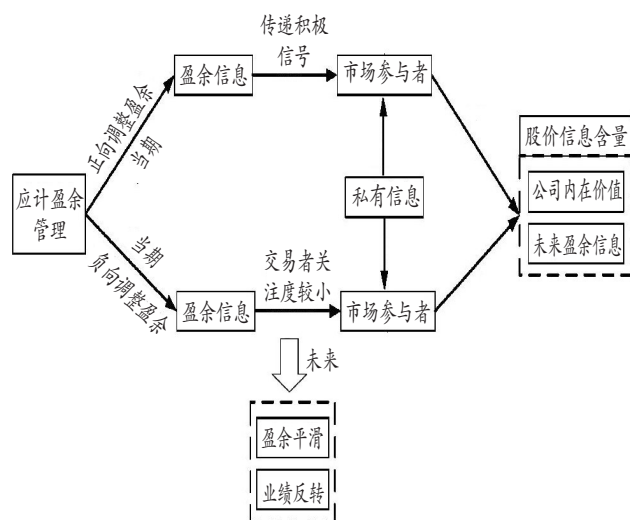 传递积极
信号
盈余信息
市场参与者
正向调整盈余
当期
股价信息含量
公司内在价值
未来盈余信息
应计盈余
管理
私有信息
当期
负向调整盈余
交易者关
注度较小
盈余信息
市场参与者
未来
盈余平滑
业绩反转